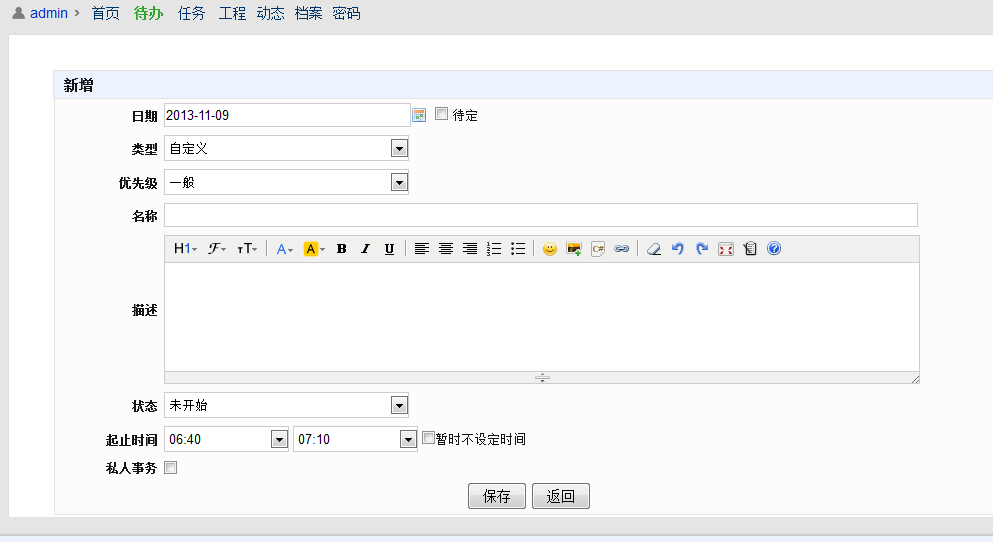 admin › 首页 待办 任务 工程 动态 档案 密码
新增
日期 2013-11-09 待定
类型 自定义
优先级 一般
名称
H1 ℱ TT A A B I U C#
描述
状态 未开始
起止时间 06:40 07:10 暂时不设定时间
私人事务
保存 返回